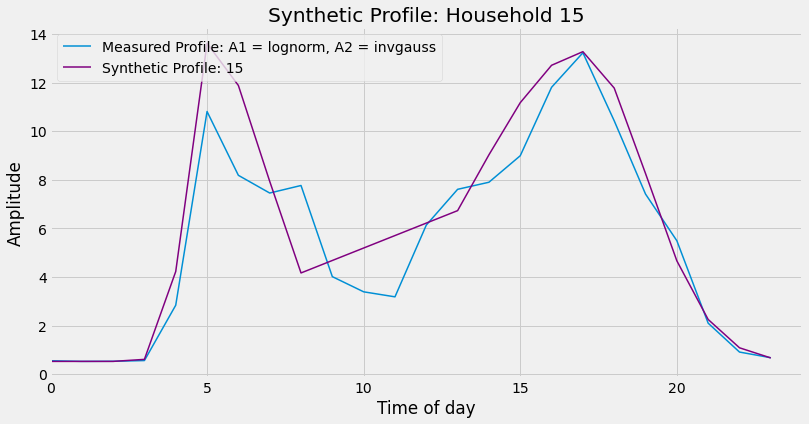 Synthetic Profile: Household 15
Measured Profile: A1 = lognorm, A2 = invgauss
Synthetic Profile: 15
14
12
10
8
6
4
2
0
Amplitude
0 5 10 15 20
Time of day